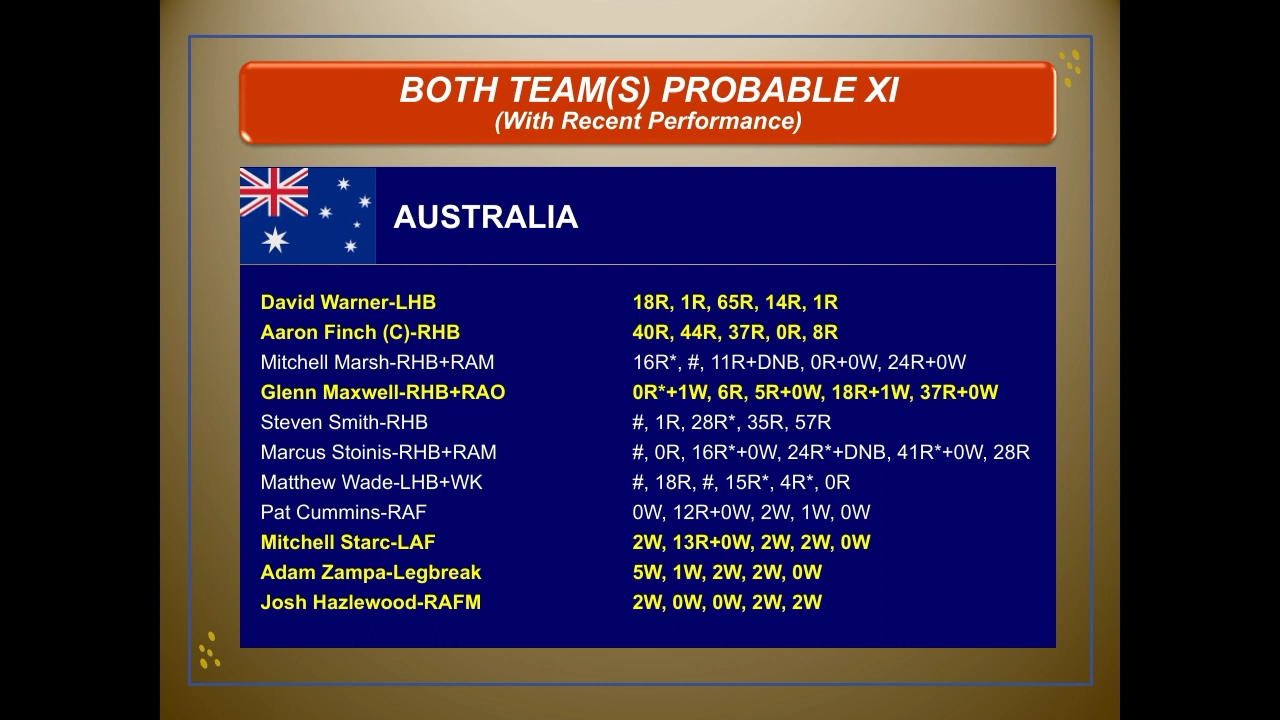 BOTH TEAM(S) PROBABLE XI
(With Recent Performance)
AUSTRALIA
David Warner-LHB 18R, 1R, 65R, 14R, 1R
Aaron Finch (C)-RHB 40R, 44R, 37R, 0R, 8R
Mitchell Marsh-RHB+RAM 16R*, #, 11R+DNB, 0R+0W, 24R+0W
Glenn Maxwell-RHB+RAO 0R*+1W, 6R, 5R+0W, 18R+1W, 37R+0W
Steven Smith-RHB #, 1R, 28R*, 35R, 57R
Marcus Stoinis-RHB+RAM #, 0R, 16R*+0W, 24R*+DNB, 41R*+0W, 28R
Matthew Wade-LHB+WK #, 18R, #, 15R*, 4R*, 0R
Pat Cummins-RAF 0W, 12R+0W, 2W, 1W, 0W
Mitchell Starc-LAF 2W, 13R+0W, 2W, 2W, 0W
Adam Zampa-Legbreak 5W, 1W, 2W, 2W, 0W
Josh Hazlewood-RAFM 2W, 0W, 0W, 2W, 2W